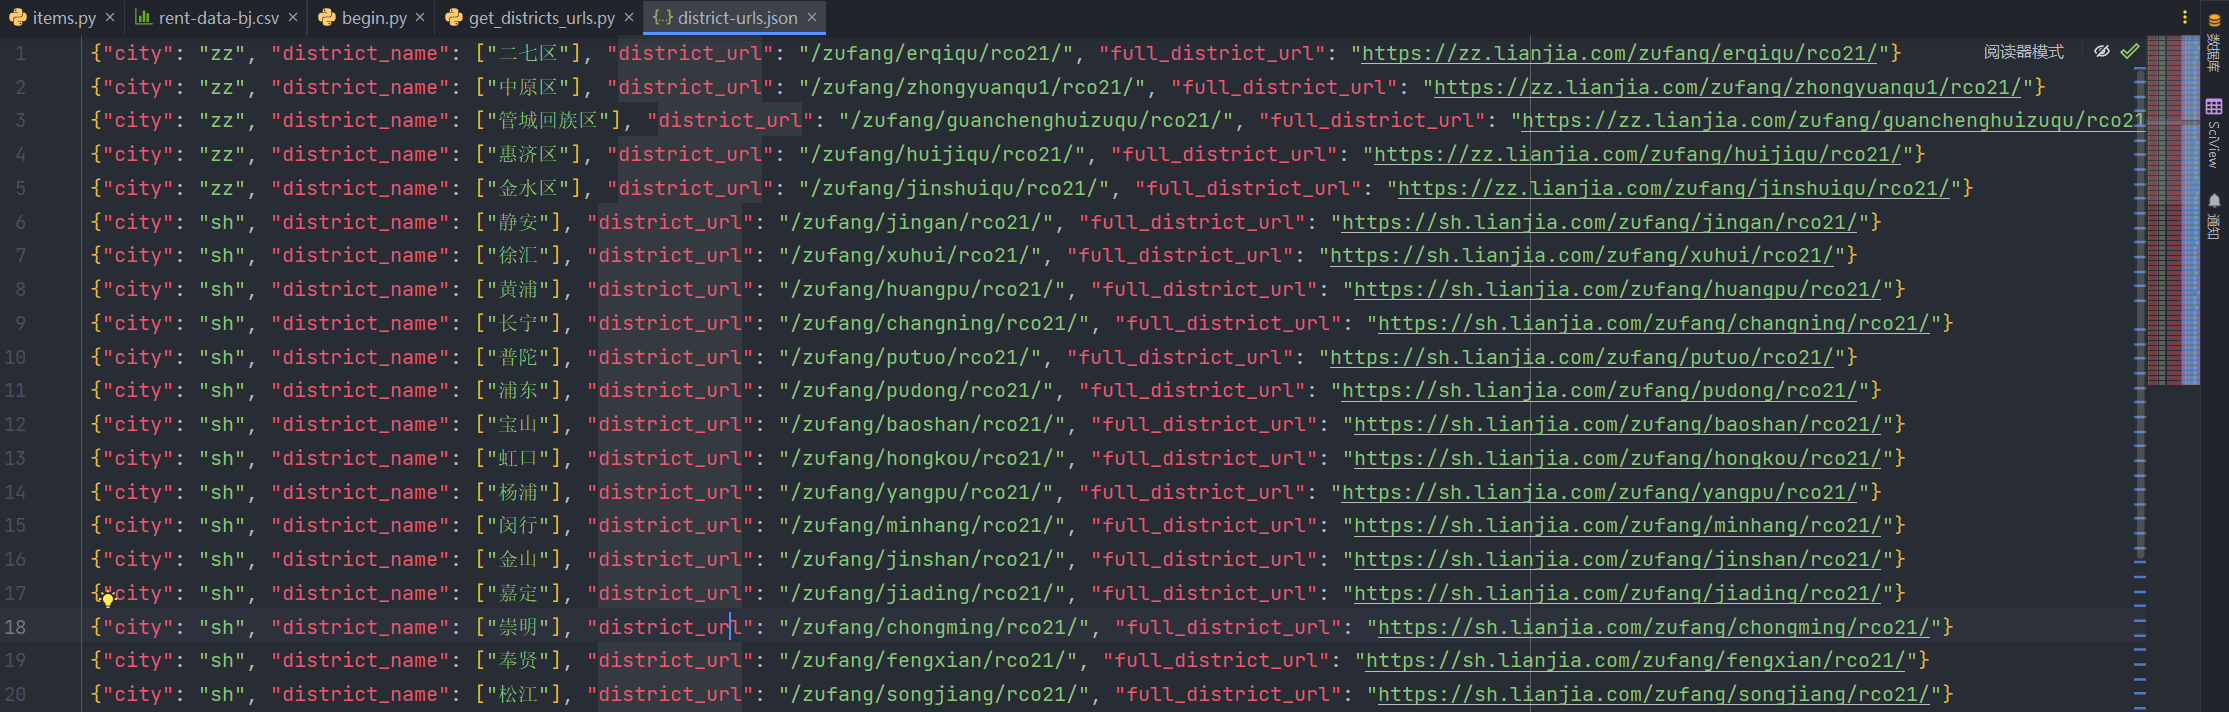 items.py × rent-data-bj.csv × begin.py × get_districts_urls.py × district-urls.json ×
阅读器模式
1 {"city": "zz", "district_name": ["二七区"], "district_url": "/zufang/erqiqu/rco21/", "full_district_url": "https://zz.lianjia.com/zufang/erqiqu/rco21/"}
2 {"city": "zz", "district_name": ["中原区"], "district_url": "/zufang/zhongyuanqu1/rco21/", "full_district_url": "https://zz.lianjia.com/zufang/zhongyuanqu1/rco21/"}
3 {"city": "zz", "district_name": ["管城回族区"], "district_url": "/zufang/guanchenghuizuqu/rco21/", "full_district_url": "https://zz.lianjia.com/zufang/guanchenghuizuqu/rco21
4 {"city": "zz", "district_name": ["惠济区"], "district_url": "/zufang/huijiqu/rco21/", "full_district_url": "https://zz.lianjia.com/zufang/huijiqu/rco21/"}
5 {"city": "zz", "district_name": ["金水区"], "district_url": "/zufang/jinshuiqu/rco21/", "full_district_url": "https://zz.lianjia.com/zufang/jinshuiqu/rco21/"}
6 {"city": "sh", "district_name": ["静安"], "district_url": "/zufang/jingan/rco21/", "full_district_url": "https://sh.lianjia.com/zufang/jingan/rco21/"}
7 {"city": "sh", "district_name": ["徐汇"], "district_url": "/zufang/xuhui/rco21/", "full_district_url": "https://sh.lianjia.com/zufang/xuhui/rco21/"}
8 {"city": "sh", "district_name": ["黄浦"], "district_url": "/zufang/huangpu/rco21/", "full_district_url": "https://sh.lianjia.com/zufang/huangpu/rco21/"}
9 {"city": "sh", "district_name": ["长宁"], "district_url": "/zufang/changning/rco21/", "full_district_url": "https://sh.lianjia.com/zufang/changning/rco21/"}
10 {"city": "sh", "district_name": ["普陀"], "district_url": "/zufang/putuo/rco21/", "full_district_url": "https://sh.lianjia.com/zufang/putuo/rco21/"}
11 {"city": "sh", "district_name": ["浦东"], "district_url": "/zufang/pudong/rco21/", "full_district_url": "https://sh.lianjia.com/zufang/pudong/rco21/"}
12 {"city": "sh", "district_name": ["宝山"], "district_url": "/zufang/baoshan/rco21/", "full_district_url": "https://sh.lianjia.com/zufang/baoshan/rco21/"}
13 {"city": "sh", "district_name": ["虹口"], "district_url": "/zufang/hongkou/rco21/", "full_district_url": "https://sh.lianjia.com/zufang/hongkou/rco21/"}
14 {"city": "sh", "district_name": ["杨浦"], "district_url": "/zufang/yangpu/rco21/", "full_district_url": "https://sh.lianjia.com/zufang/yangpu/rco21/"}
15 {"city": "sh", "district_name": ["闵行"], "district_url": "/zufang/minhang/rco21/", "full_district_url": "https://sh.lianjia.com/zufang/minhang/rco21/"}
16 {"city": "sh", "district_name": ["金山"], "district_url": "/zufang/jinshan/rco21/", "full_district_url": "https://sh.lianjia.com/zufang/jinshan/rco21/"}
17 {"city": "sh", "district_name": ["嘉定"], "district_url": "/zufang/jiading/rco21/", "full_district_url": "https://sh.lianjia.com/zufang/jiading/rco21/"}
18 {"city": "sh", "district_name": ["崇明"], "district_url": "/zufang/chongming/rco21/", "full_district_url": "https://sh.lianjia.com/zufang/chongming/rco21/"}
19 {"city": "sh", "district_name": ["奉贤"], "district_url": "/zufang/fengxian/rco21/", "full_district_url": "https://sh.lianjia.com/zufang/fengxian/rco21/"}
20 {"city": "sh", "district_name": ["松江"], "district_url": "/zufang/songjiang/rco21/", "full_district_url": "https://sh.lianjia.com/zufang/songjiang/rco21/"}
数据库
SciView
通知